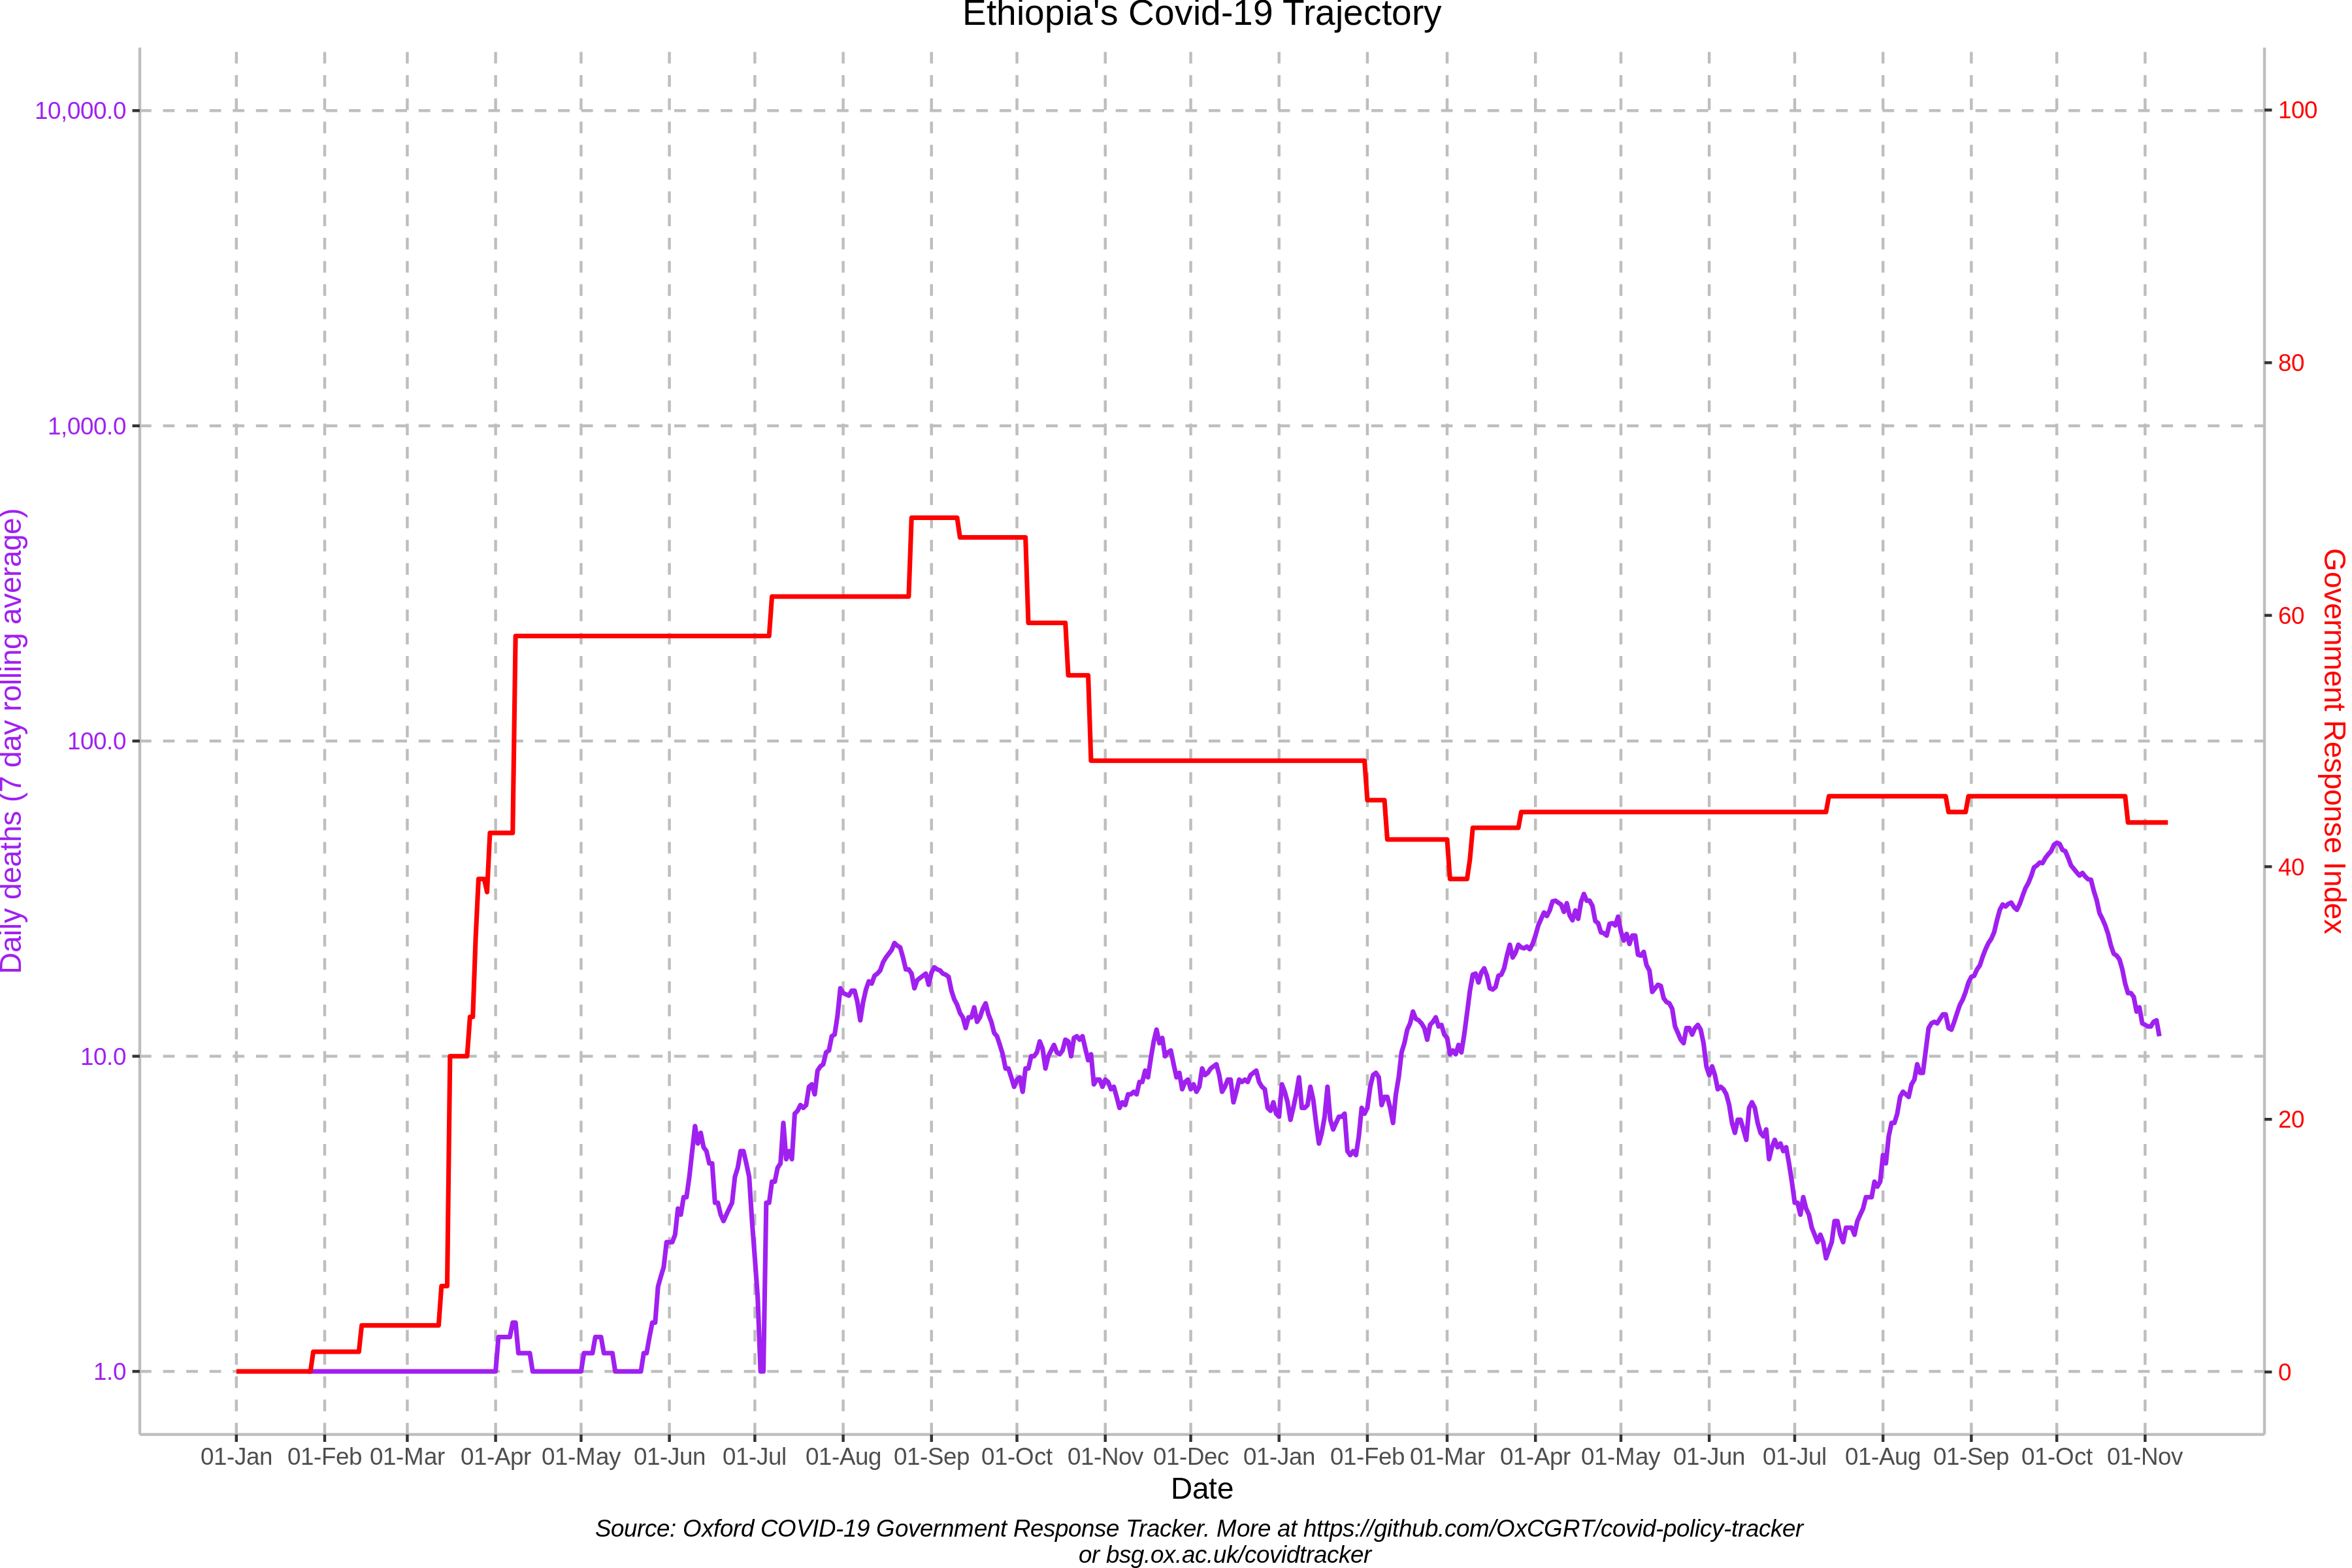 Ethiopia's Covid-19 Trajectory
10,000.0
1,000.0
100.0
10.0
1.0
Daily deaths (7 day rolling average)
100
80
60
40
20
0
Government Response Index
01-Jan 01-Feb 01-Mar 01-Apr 01-May 01-Jun 01-Jul 01-Aug 01-Sep 01-Oct 01-Nov 01-Dec 01-Jan 01-Feb 01-Mar 01-Apr 01-May 01-Jun 01-Jul 01-Aug 01-Sep 01-Oct 01-Nov
Date
Source: Oxford COVID-19 Government Response Tracker. More at https://github.com/OxCGRT/covid-policy-tracker
or bsg.ox.ac.uk/covidtracker